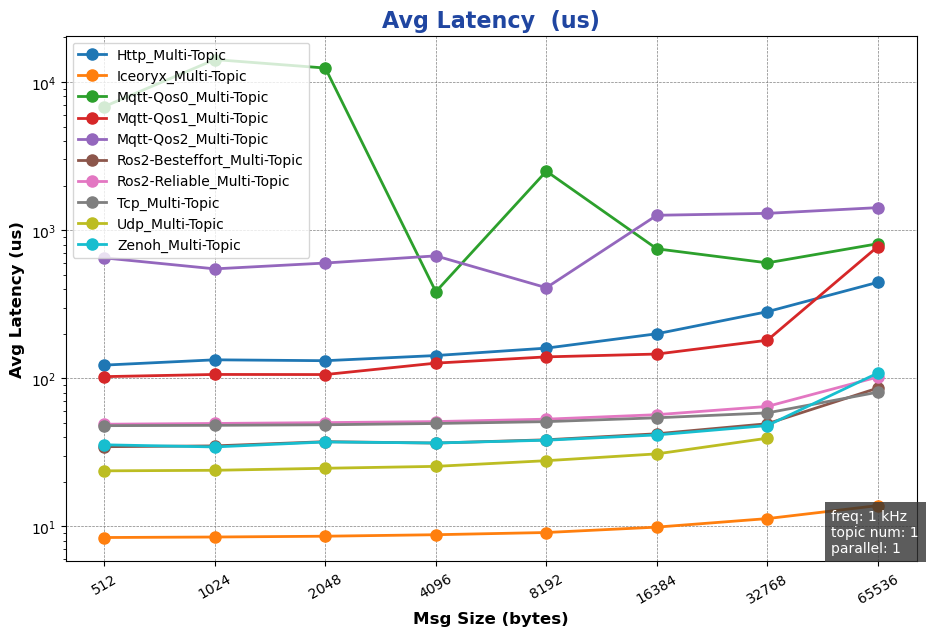 Avg Latency  (us)
Avg Latency (us)
10^4
10^3
10^2
10^1
Http_Multi-Topic
Iceoryx_Multi-Topic
Mqtt-Qos0_Multi-Topic
Mqtt-Qos1_Multi-Topic
Mqtt-Qos2_Multi-Topic
Ros2-Besteffort_Multi-Topic
Ros2-Reliable_Multi-Topic
Tcp_Multi-Topic
Udp_Multi-Topic
Zenoh_Multi-Topic
freq: 1 kHz
topic num: 1
parallel: 1
512 1024 2048 4096 8192 16384 32768 65536
Msg Size (bytes)